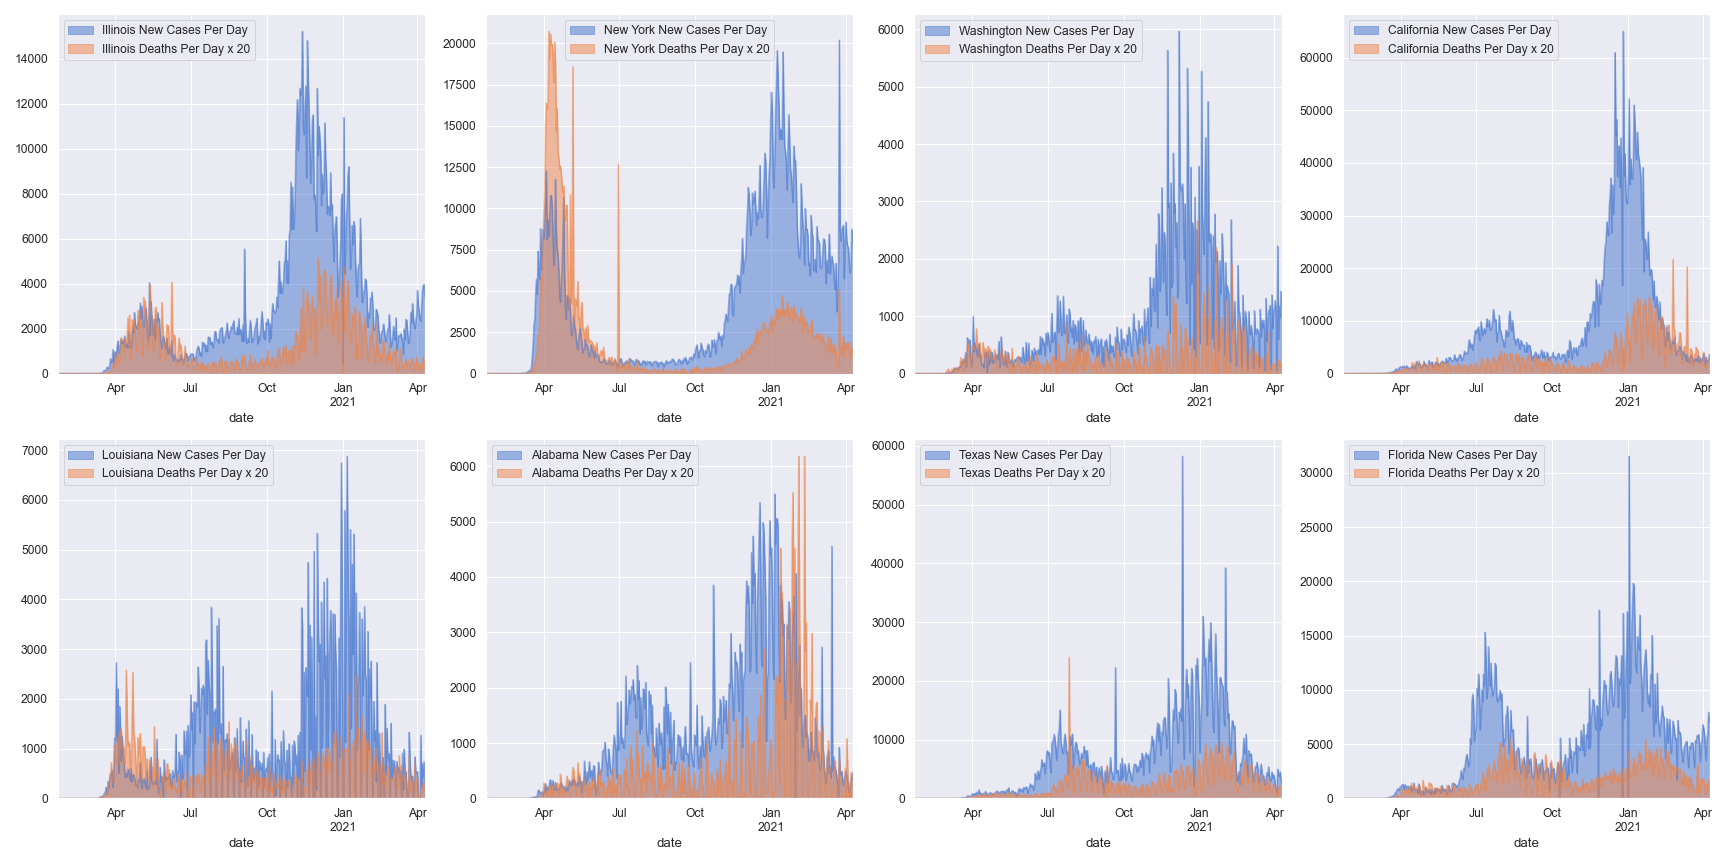 Illinois New Cases Per Day
Illinois Deaths Per Day x 20
14000
12000
10000
8000
6000
4000
2000
0
Apr Jul Oct Jan Apr
2021
date
New York New Cases Per Day
New York Deaths Per Day x 20
20000
17500
15000
12500
10000
7500
5000
2500
0
Apr Jul Oct Jan Apr
2021
date
Washington New Cases Per Day
Washington Deaths Per Day x 20
6000
5000
4000
3000
2000
1000
0
Apr Jul Oct Jan Apr
2021
date
California New Cases Per Day
California Deaths Per Day x 20
60000
50000
40000
30000
20000
10000
0
Apr Jul Oct Jan Apr
2021
date
Louisiana New Cases Per Day
Louisiana Deaths Per Day x 20
7000
6000
5000
4000
3000
2000
1000
0
Apr Jul Oct Jan Apr
2021
date
Alabama New Cases Per Day
Alabama Deaths Per Day x 20
6000
5000
4000
3000
2000
1000
0
Apr Jul Oct Jan Apr
2021
date
Texas New Cases Per Day
Texas Deaths Per Day x 20
60000
50000
40000
30000
20000
10000
0
Apr Jul Oct Jan Apr
2021
date
Florida New Cases Per Day
Florida Deaths Per Day x 20
30000
25000
20000
15000
10000
5000
0
Apr Jul Oct Jan Apr
2021
date